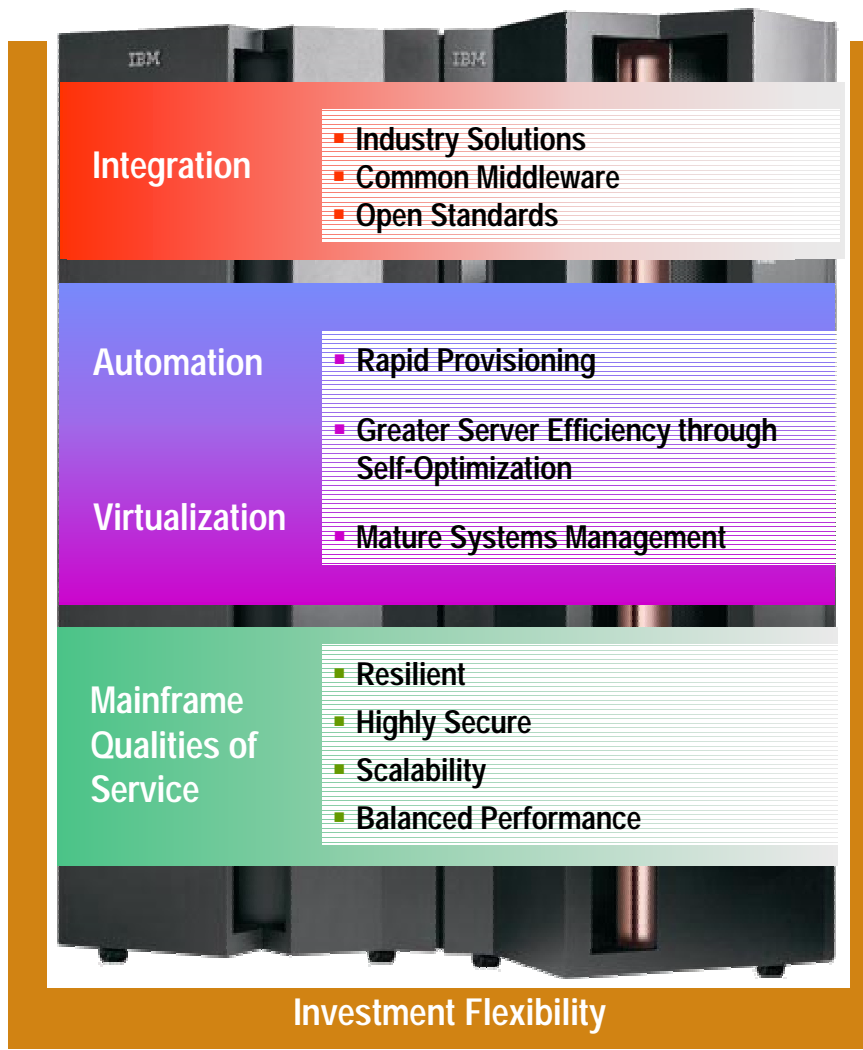 IBM
IBM
Integration
▪ Industry Solutions
▪ Common Middleware
▪ Open Standards
Automation
Virtualization
▪ Rapid Provisioning
▪ Greater Server Efficiency through
Self-Optimization
▪ Mature Systems Management
Mainframe
Qualities of
Service
▪ Resilient
▪ Highly Secure
▪ Scalability
▪ Balanced Performance
Investment Flexibility